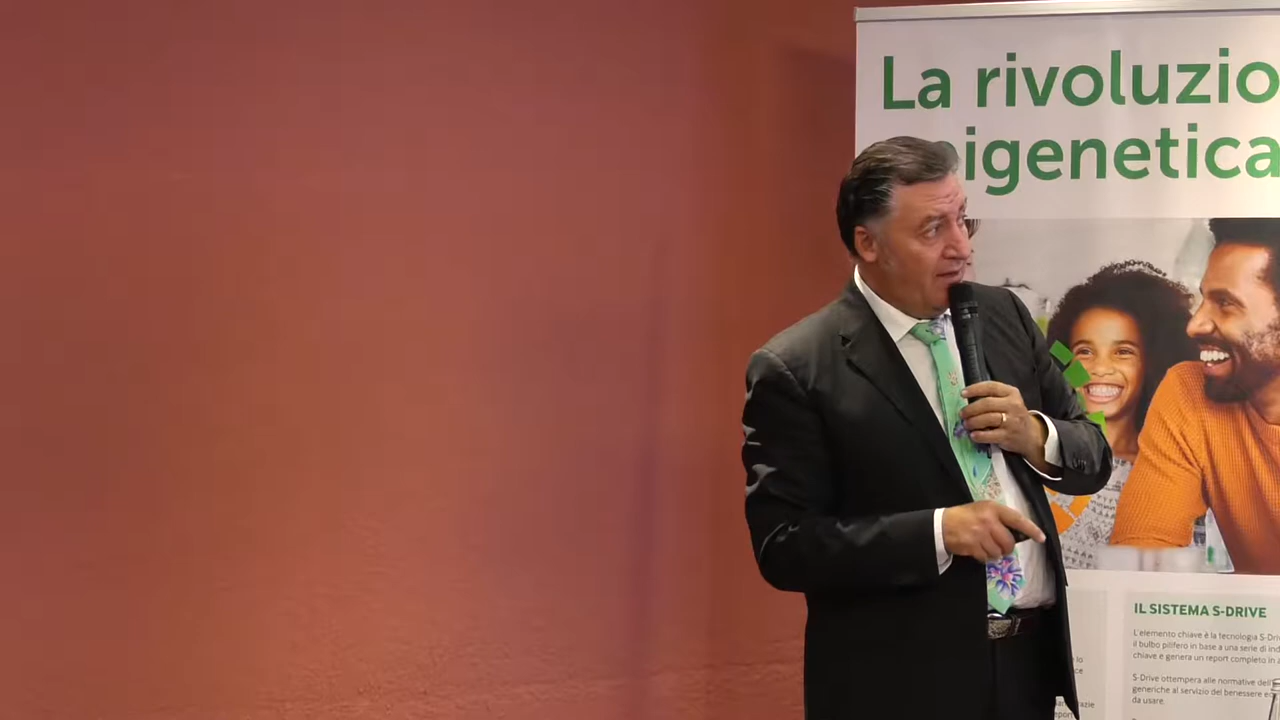 La rivoluzio
igenetica
IL SISTEMA S-DRIVE
L'elemento chiave è la tecnologia S-Dri
il bulbo pilifero in base a una serie di ind
chiave e genera un report completo in
S-Drive ottempera alle normative dell
generiche al servizio del benessere e
da usare.